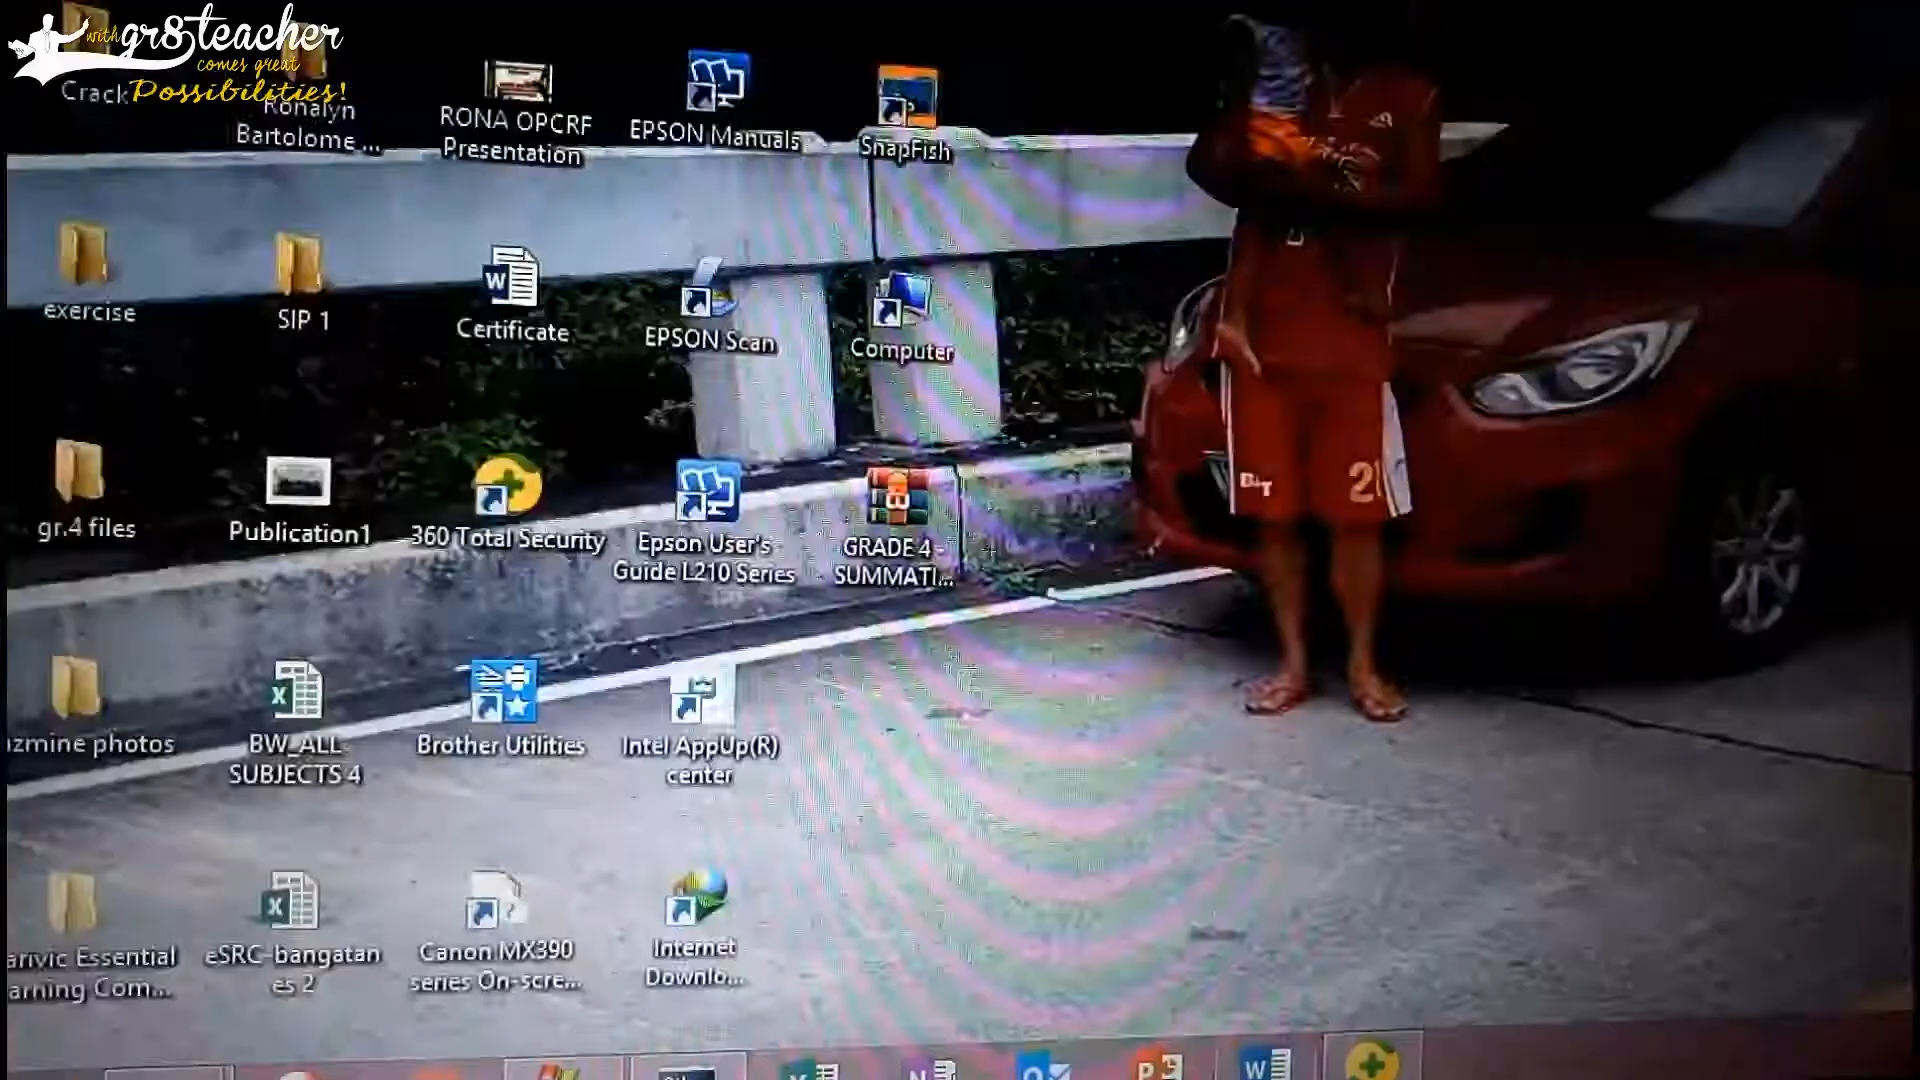 with gr8teacher
comes great
Possibilities!
Crack
Ronalyn
Bartolome ...
RONA OPCRF
Presentation
EPSON Manuals
SnapFish
exercise
SIP 1
Certificate
EPSON Scan
Computer
gr.4 files
Publication1
360 Total Security
Epson User's
Guide L210 Series
GRADE 4 -
SUMMATI...
21
izmine photos
BW_ALL
SUBJECTS 4
Brother Utilities
Intel AppUp(R)
center
arivic Essential
arning Com...
eSRC-bangatan
es 2
Canon MX390
series On-scre...
Internet
Downlo...